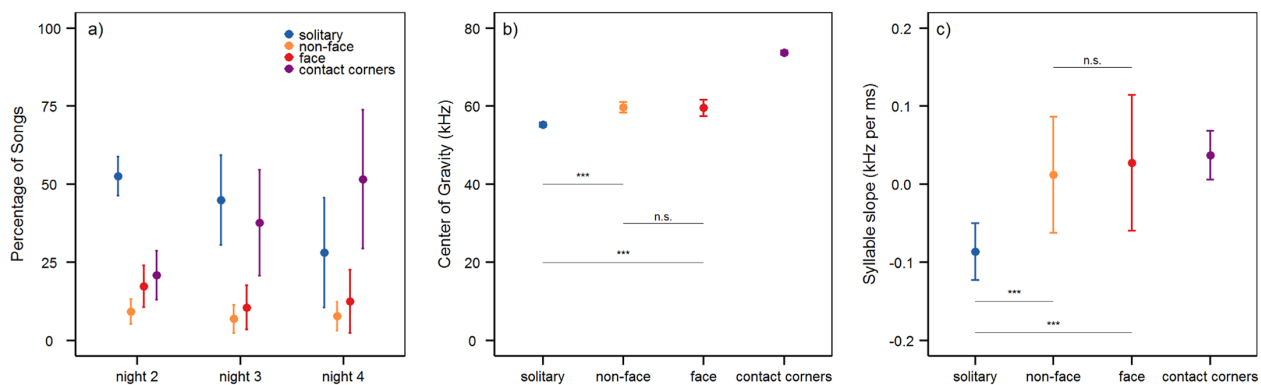 a)
solitary
non-face
face
contact corners
Percentage of Songs
100
75
50
25
0
night 2 night 3 night 4
b)
Center of Gravity (kHz)
80
60
40
20
0
***
n.s.
***
solitary non-face face contact corners
c)
Syllable slope (kHz per ms)
0.2
0.1
0.0
-0.1
-0.2
n.s.
***
***
solitary non-face face contact corners